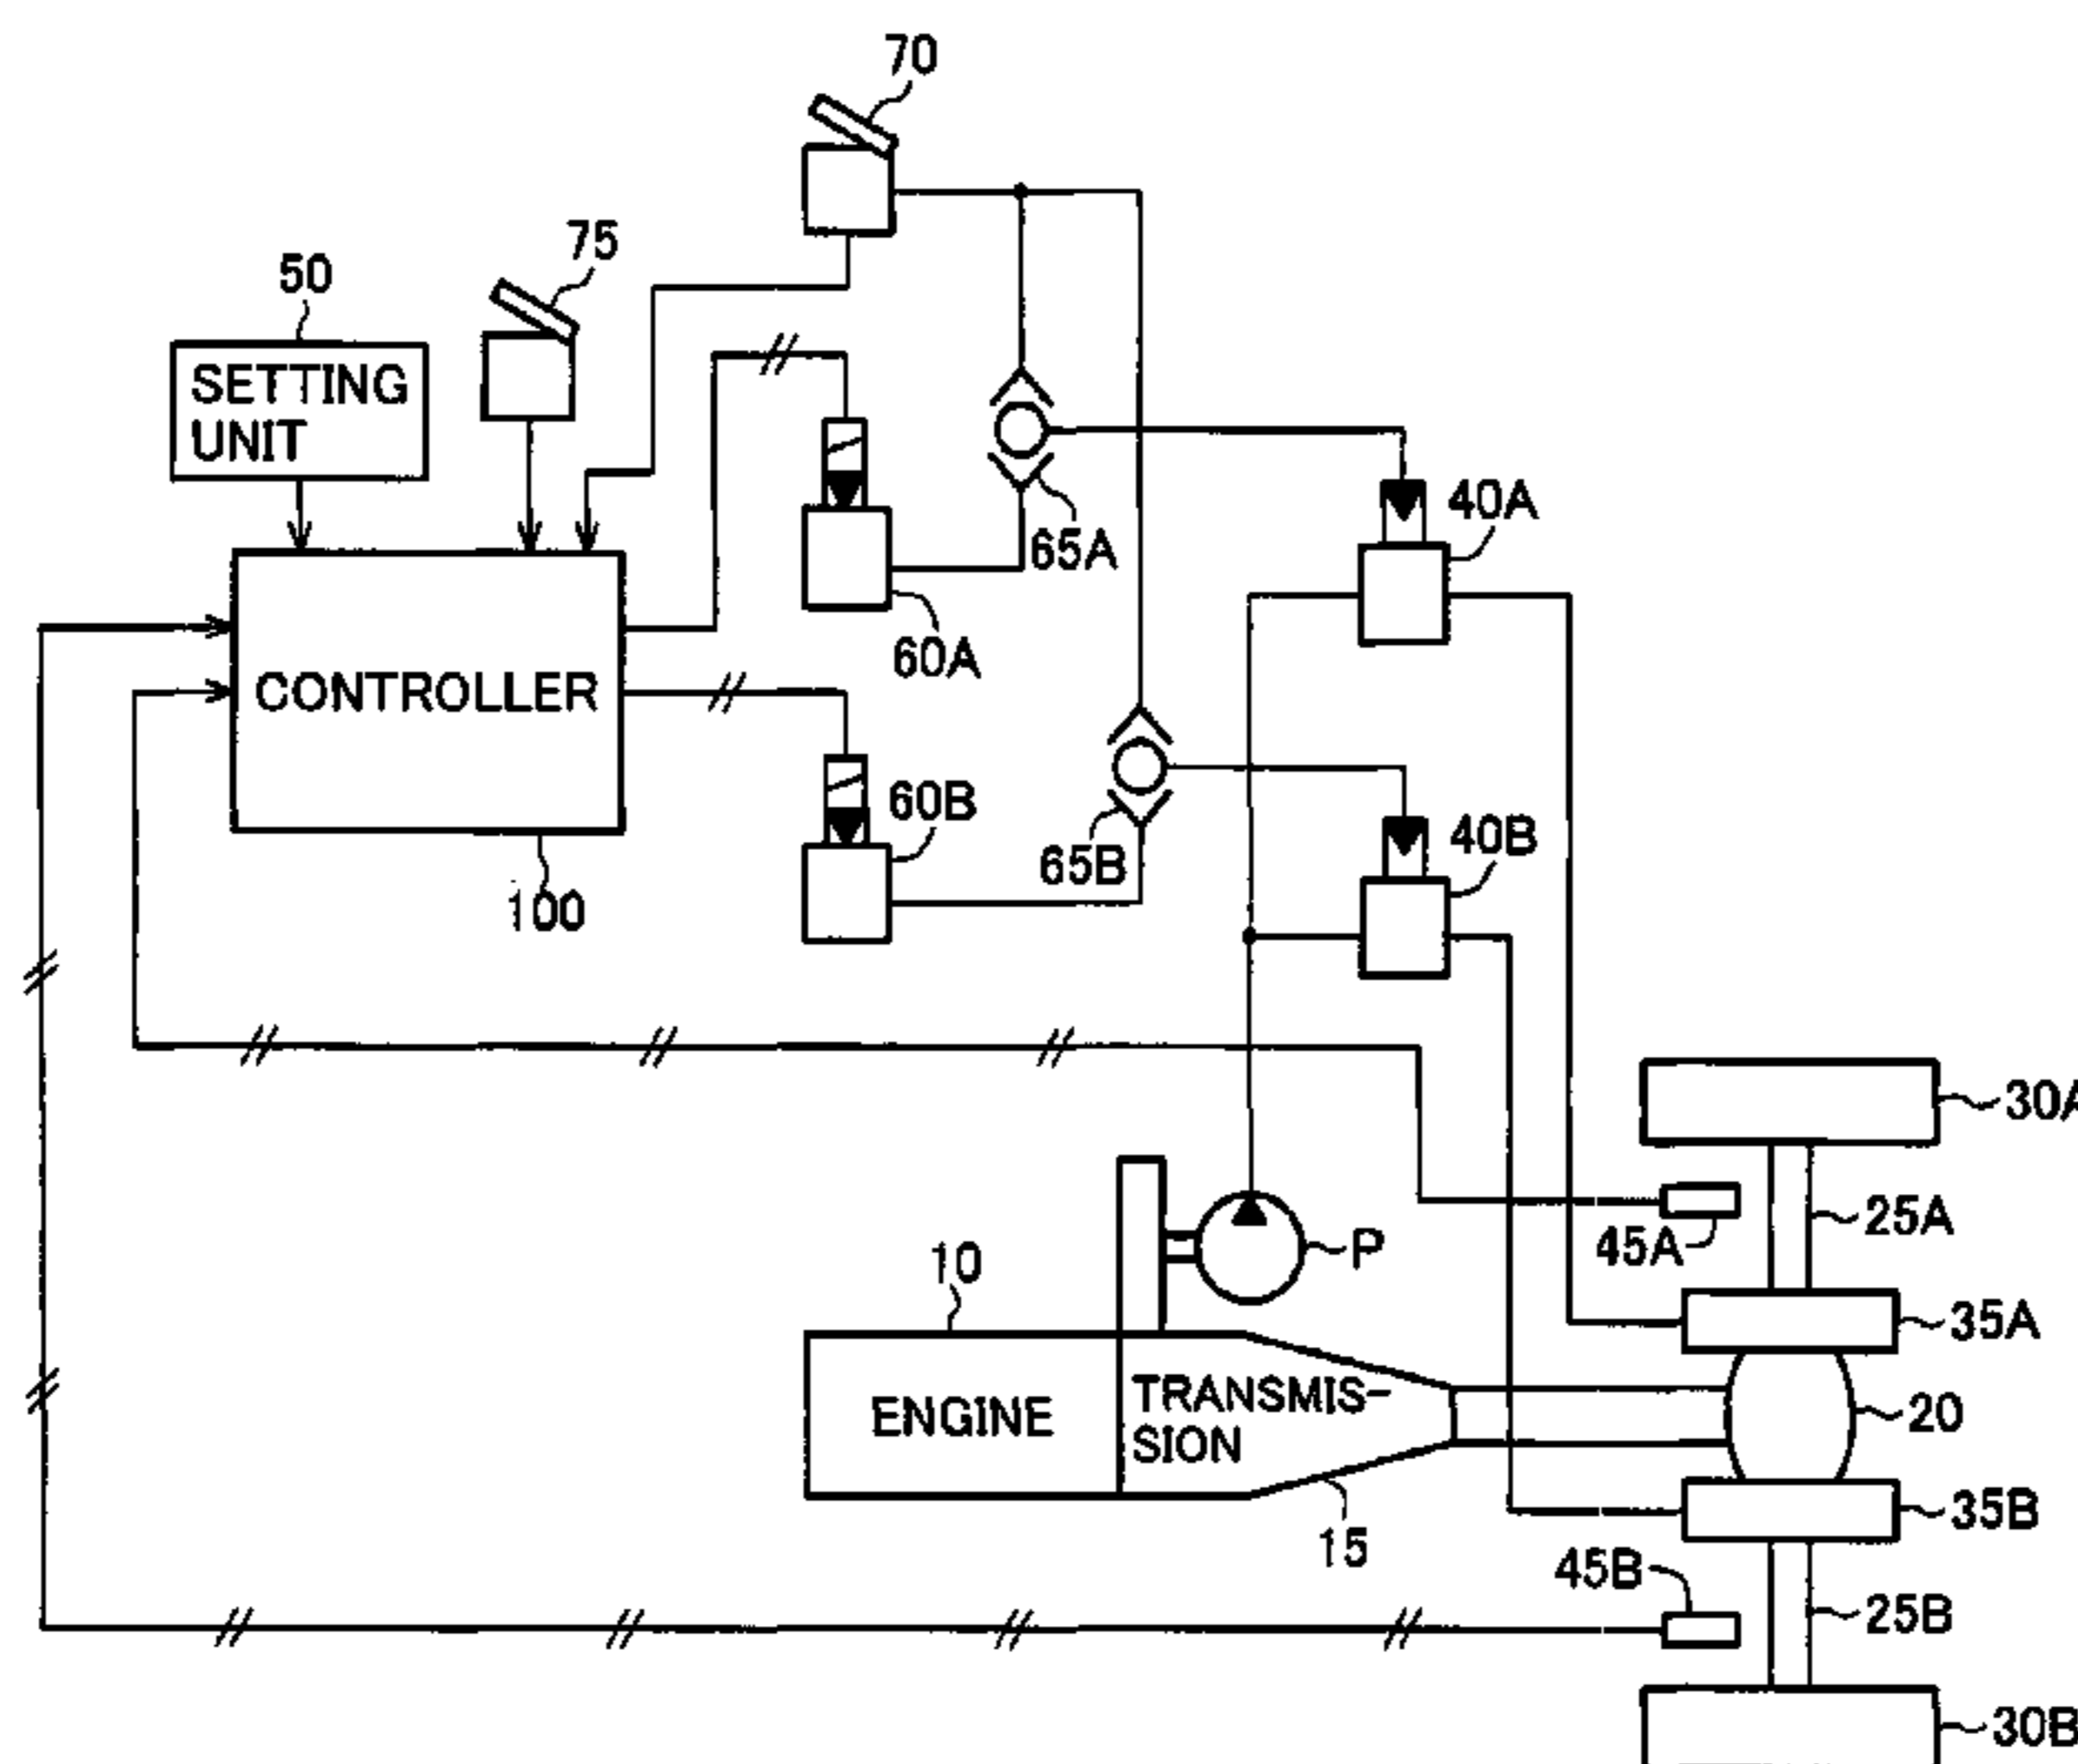 70
75
50
SETTING
UNIT
40A
65A
60A
CONTROLLER
60B
40B
65B
100
30A
25A
45A
P
10
35A
TRANSMIS-
ENGINE
SION
20
35B
15
45B
25B
30B